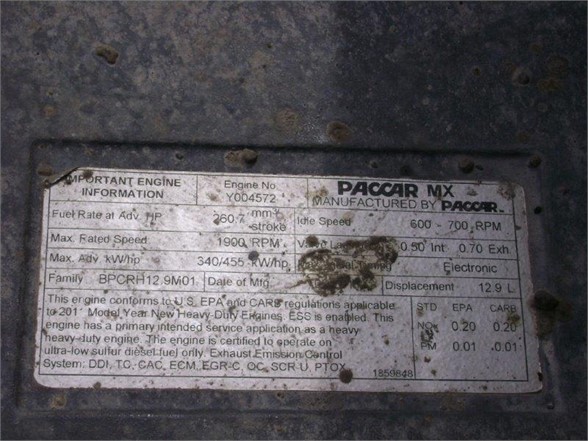 IMPORTANT ENGINE INFORMATION
Engine No. Y004572
PACCAR MX
MANUFACTURED BY PACCAR INC
Fuel Rate at Adv. HP 260.7 mm³/stroke
Idle Speed 600 - 700 RPM
Max. Rated Speed 1900 RPM
0.50 Int 0.70 Exh
Max. Adv. kW/hp 340/455 kW/hp
Electronic
Family BPCRH12.9M01
Date of Mfg.
Displacement 12.9 L
This engine conforms to U.S. EPA and CARB regulations applicable
to 2011 Model Year New Heavy-Duty Engines. ESS is enabled. This
engine has a primary intended service application as a heavy
heavy-duty engine. The engine is certified to operate on
ultra-low sulfur diesel fuel only. Exhaust Emission Control
System: DDI, TC, CAC, ECM, EGR-C, OC, SCR-U, PTOX
STD EPA CARB
0.20 0.20
PM 0.01 0.01
1859848